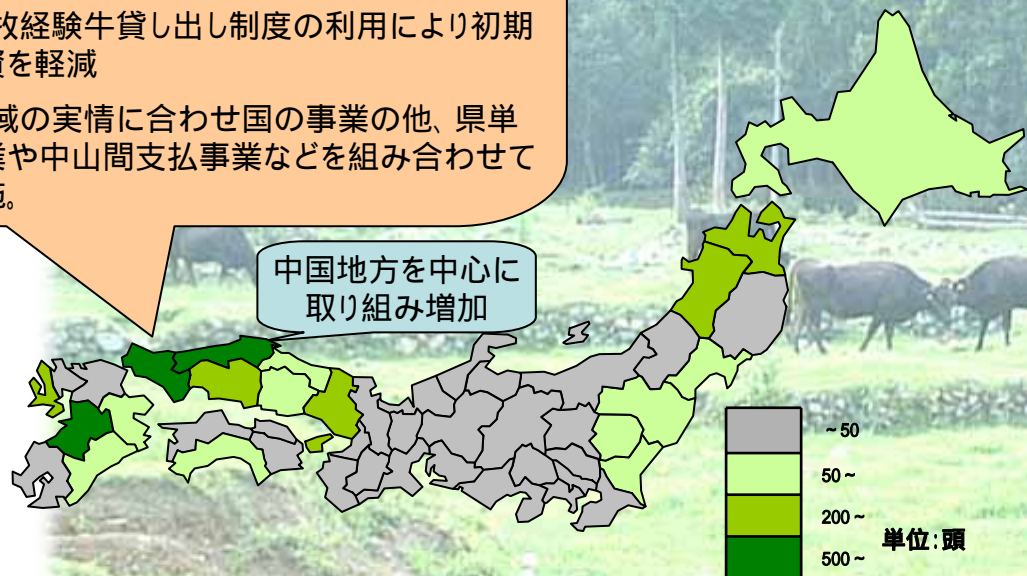 放経験牛貸し出し制度の利用により初期
資を軽減
域の実情に合わせ国の事業の他、県単
業や中山間支払事業などを組み合わせて
施。
中国地方を中心に
取り組み増加
~50
50~
200~
500~
単位:頭